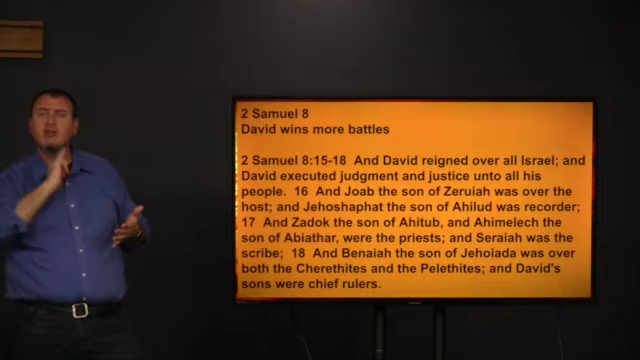 2 Samuel 8
David wins more battles
2 Samuel 8:15-18 And David reigned over all Israel; and
David executed judgment and justice unto all his
people. 16 And Joab the son of Zeruiah was over the
host; and Jehoshaphat the son of Ahilud was recorder;
17 And Zadok the son of Ahitub, and Ahimelech the
son of Abiathar, were the priests; and Seraiah was the
scribe; 18 And Benaiah the son of Jehoiada was over
both the Cherethites and the Pelethites; and David's
sons were chief rulers.